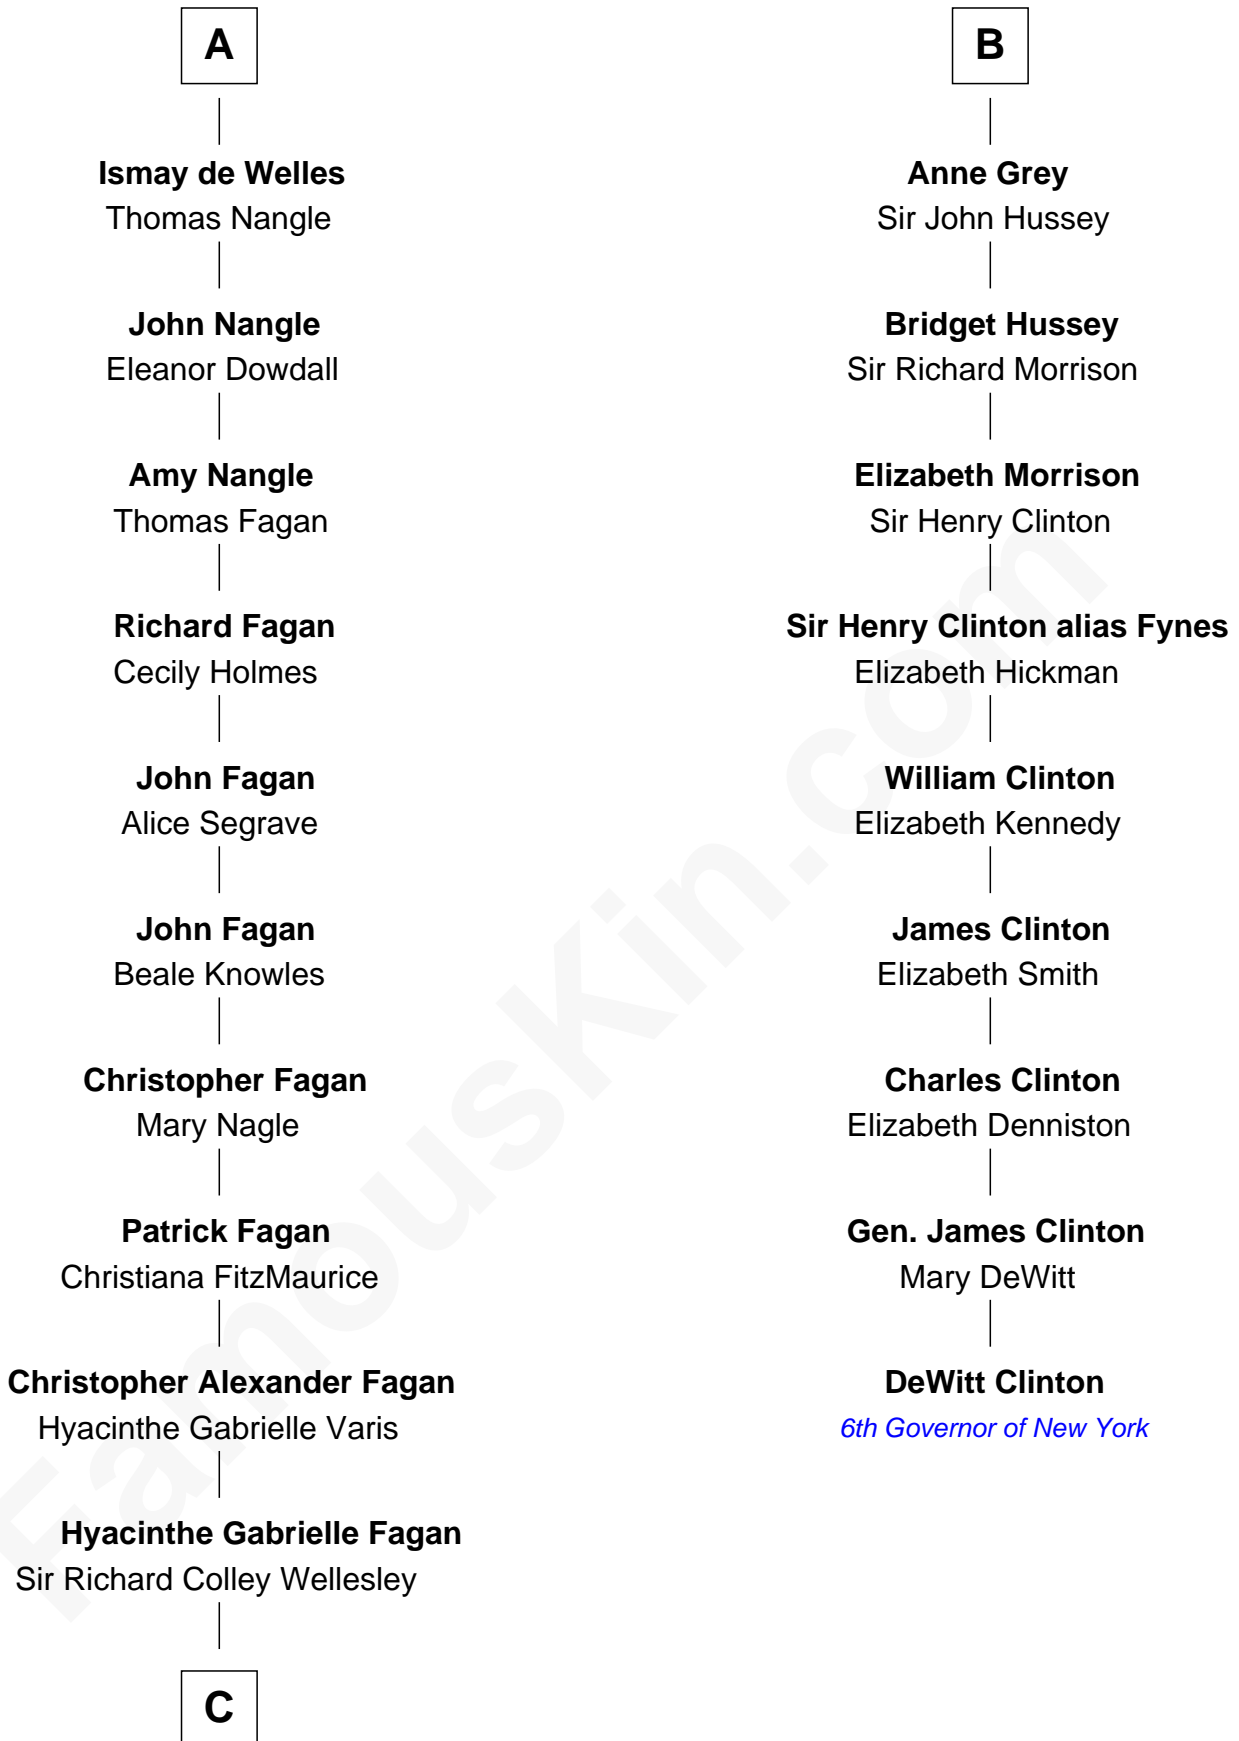 A
Ismay de Welles
Thomas Nangle
John Nangle
Eleanor Dowdall
Amy Nangle
Thomas Fagan
Richard Fagan
Cecily Holmes
John Fagan
Alice Segrave
John Fagan
Beale Knowles
Christopher Fagan
Mary Nagle
Patrick Fagan
Christiana FitzMaurice
Christopher Alexander Fagan
Hyacinthe Gabrielle Varis
Hyacinthe Gabrielle Fagan
Sir Richard Colley Wellesley
C
B
Anne Grey
Sir John Hussey
Bridget Hussey
Sir Richard Morrison
Elizabeth Morrison
Sir Henry Clinton
Sir Henry Clinton alias Fynes
Elizabeth Hickman
William Clinton
Elizabeth Kennedy
James Clinton
Elizabeth Smith
Charles Clinton
Elizabeth Denniston
Gen. James Clinton
Mary DeWitt
DeWitt Clinton
6th Governor of New York
FamousKin.com